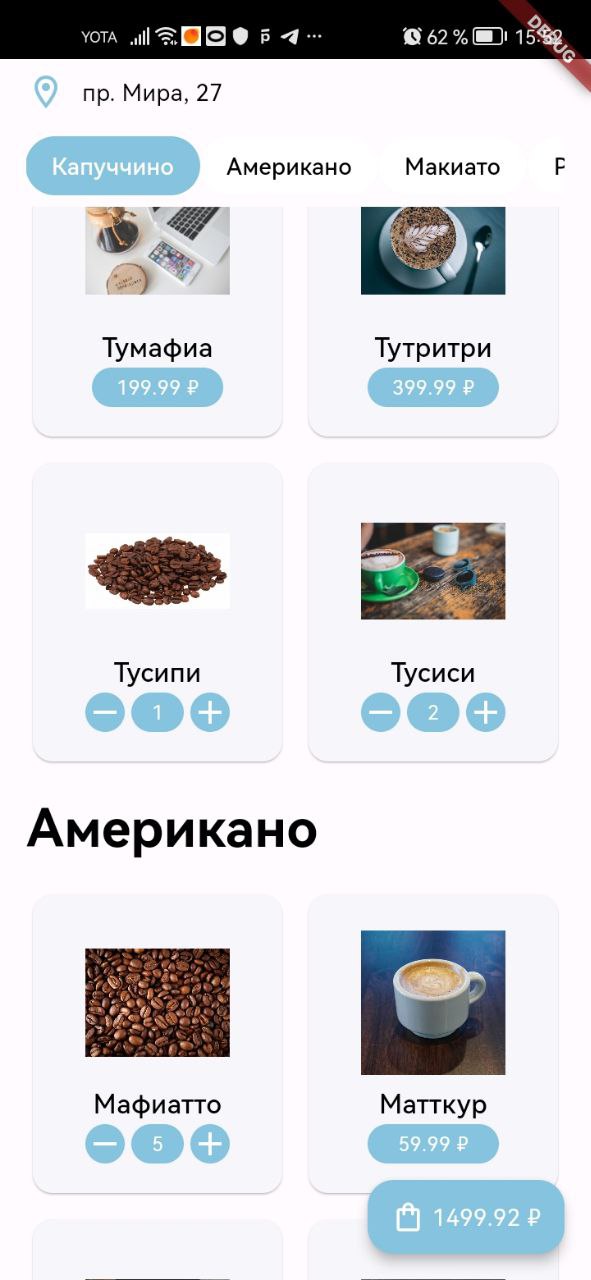 YOTA 62 % 15:52
DEBUG
пр. Мира, 27
Капуччино Американо Макиато
Тумафиа Тутритри
199.99 ₽ 399.99 ₽
Тусипи Тусиси
1 2
Американо
Мафиатто Матткур
5 59.99 ₽
1499.92 ₽